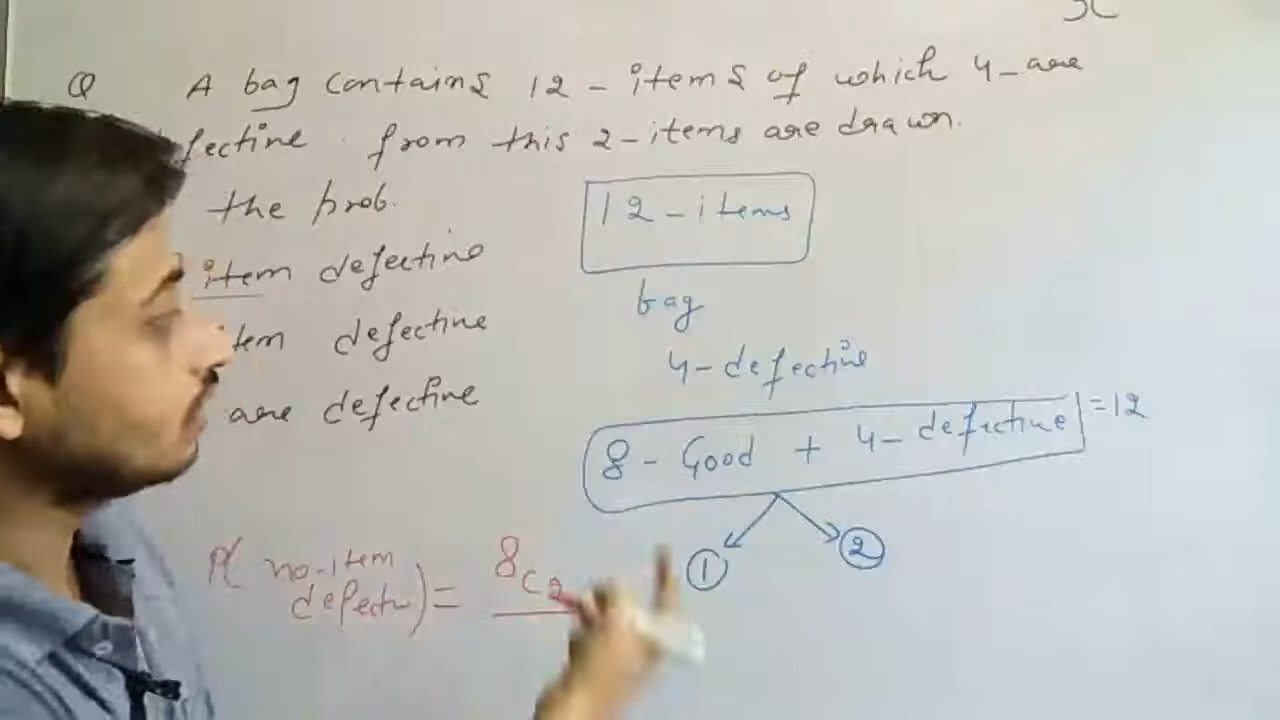 Q A bag contains 12 - items of which 4 - are
fective . from this 2 - items are drawn.
the prob.
item defective
tem defective
are defective
12 - items
bag
4 - defective
8 - Good + 4 - defective = 12
1 2
P( no - item
defectiv) = 8C2